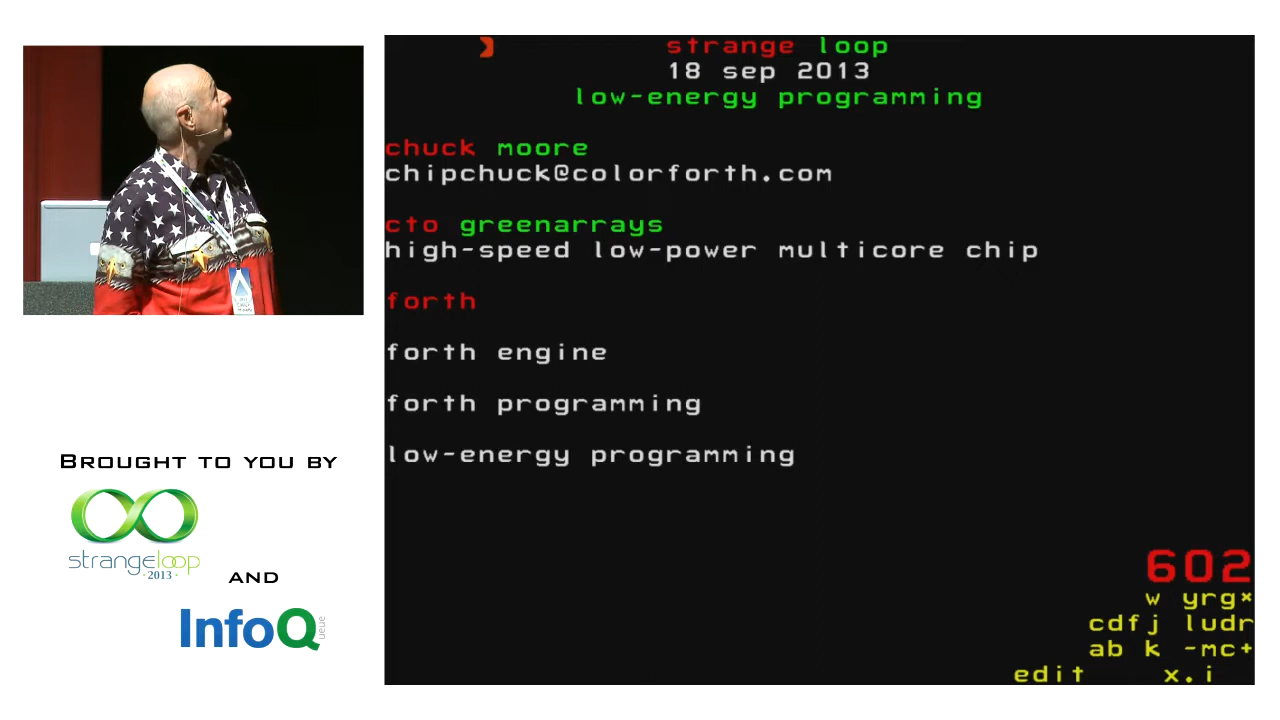 strange loop
18 sep 2013
low-energy programming
chuck moore
chipchuck@colorforth.com
cto greenarrays
high-speed low-power multicore chip
forth
forth engine
forth programming
low-energy programming
602
w yrg*
cdfj ludr
ab k -mc+
edit x.i
BROUGHT TO YOU BY
strangeloop
·2013·
AND
InfoQ
ueue